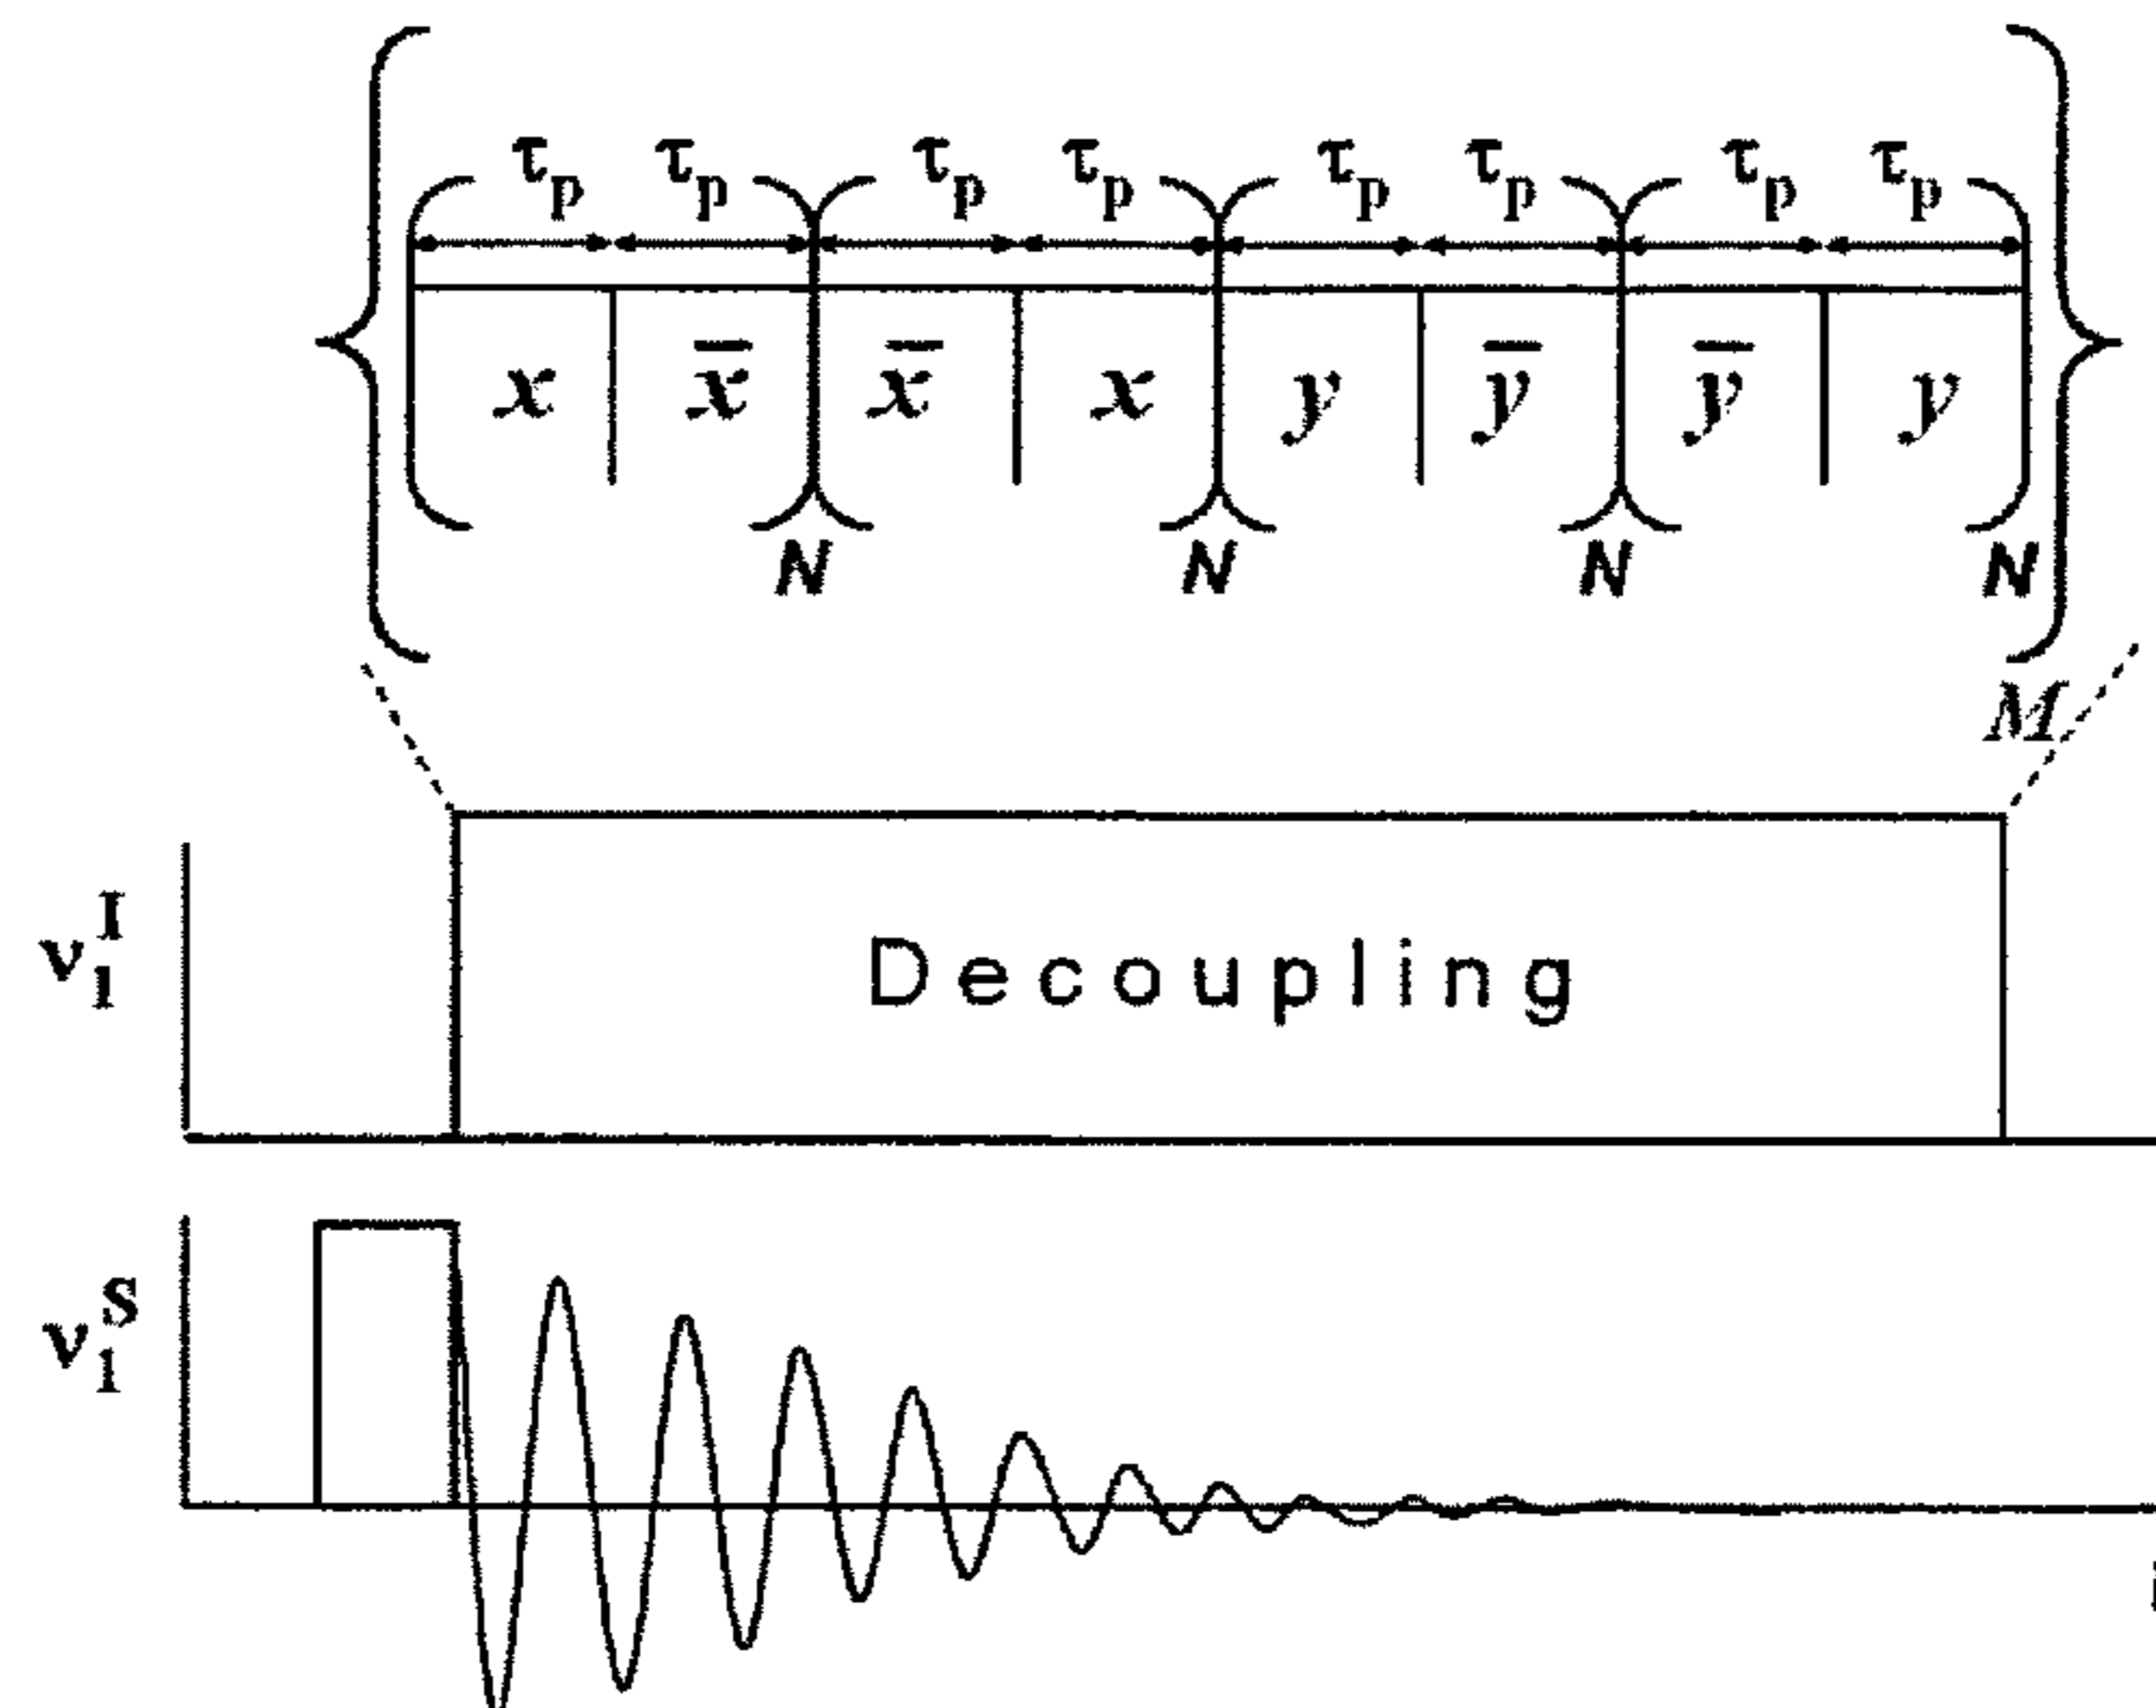 τp τp τp τp τp τp τp τp
x x̅ x̅ x y y̅ y̅ y
N N N N
M
ν₁ᴵ
Decoupling
ν₁ˢ